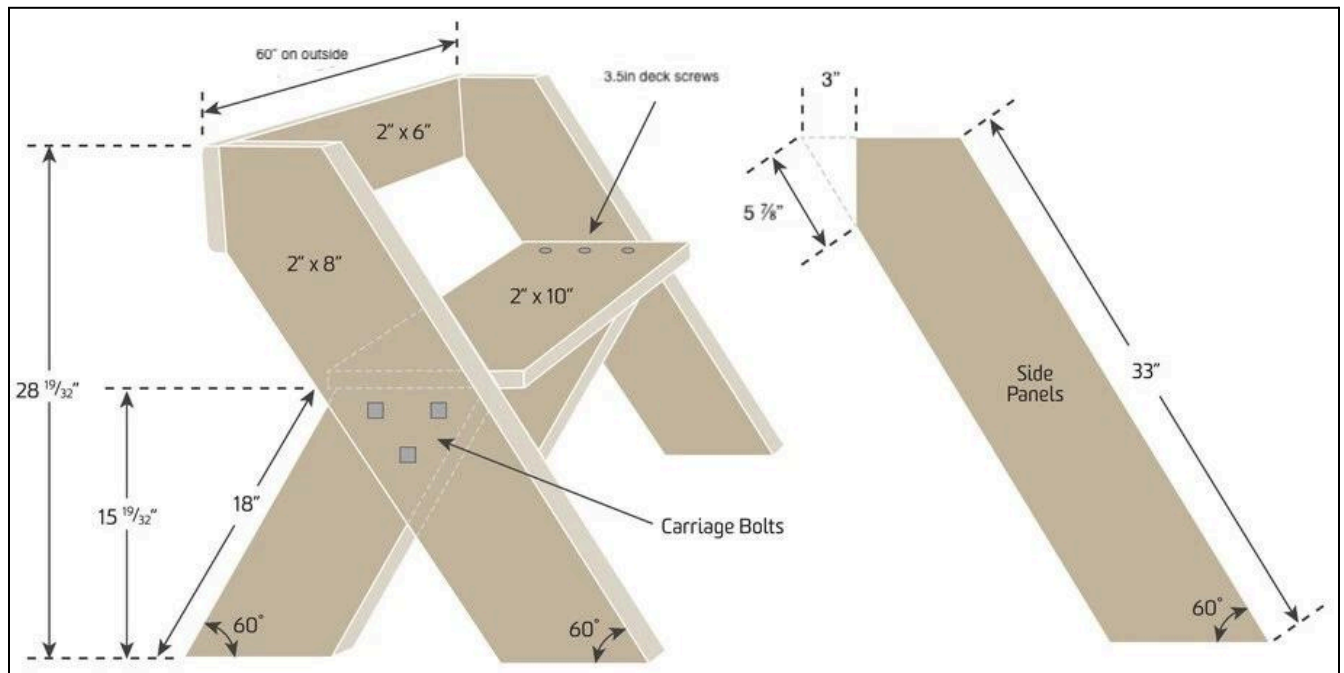 60" on outside
3.5in deck screws
3"
2" x 6"
5 ⅞"
2" x 8"
2" x 10"
33"
Side
Panels
28 19/32"
18"
15 19/32"
Carriage Bolts
60°
60°
60°